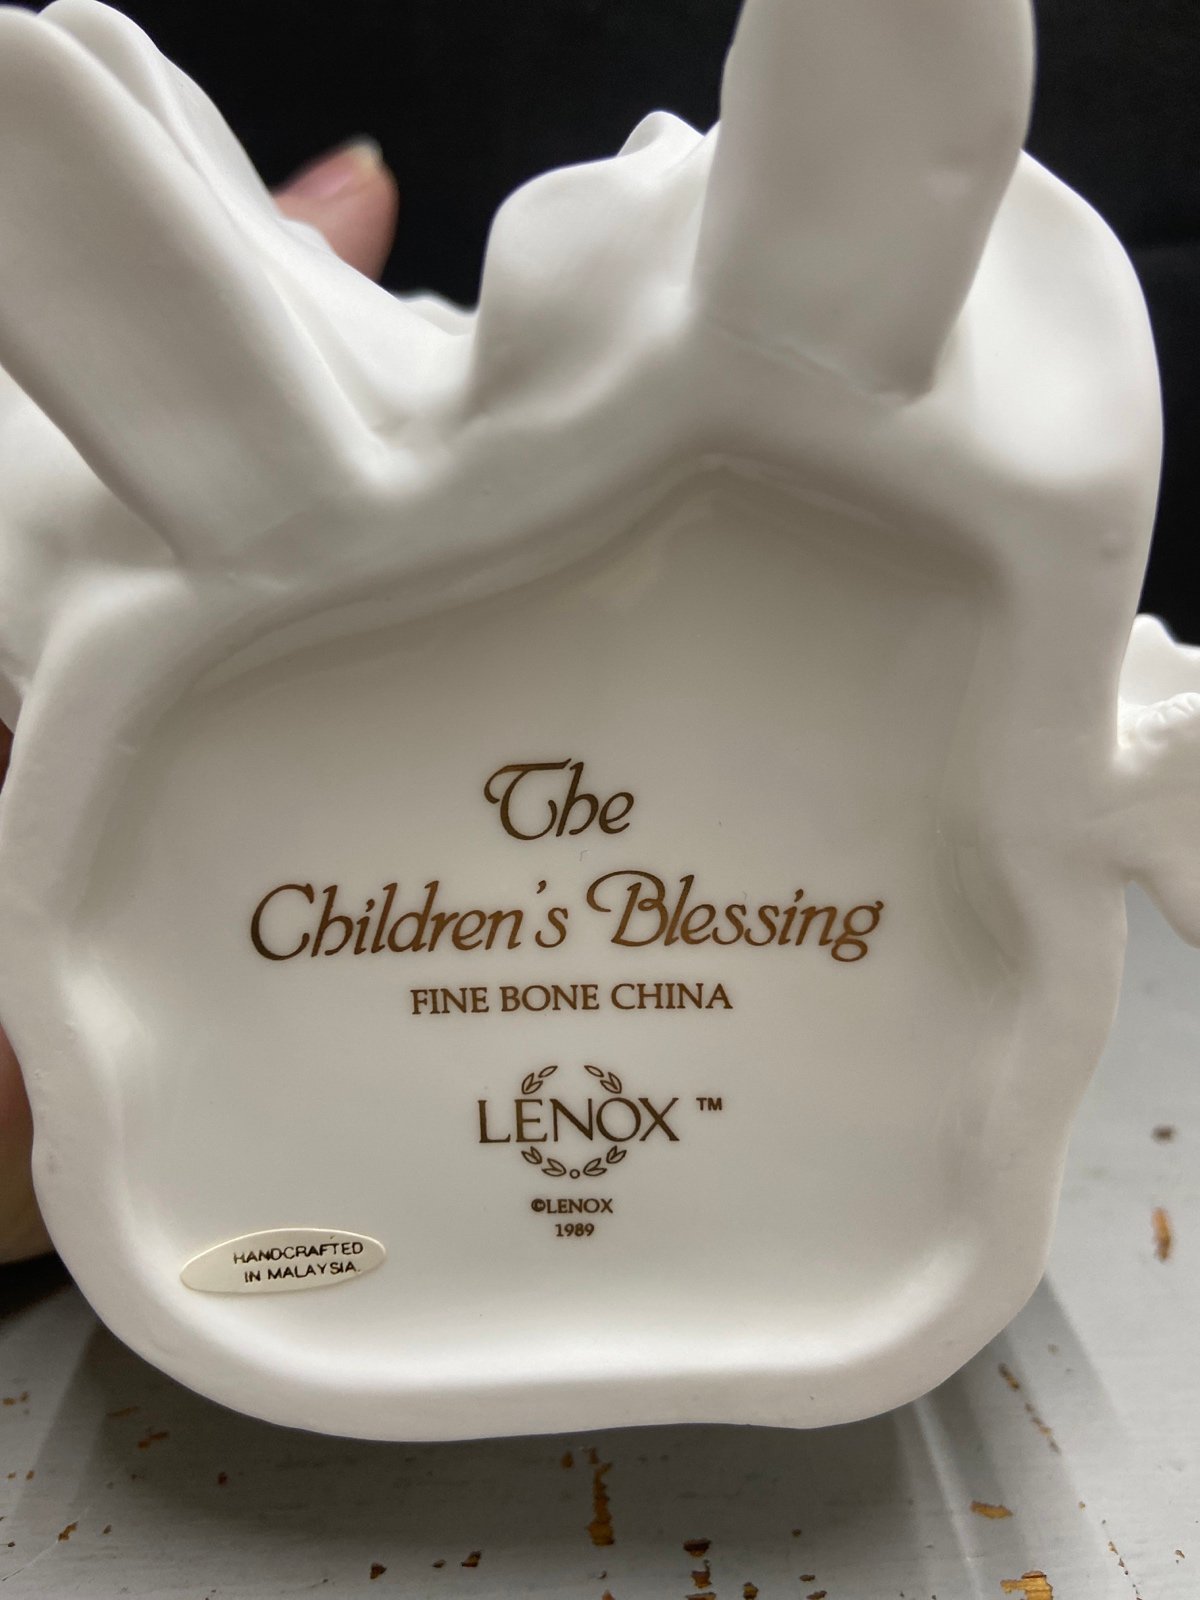 The
Children's Blessing
FINE BONE CHINA
LENOX ™
©LENOX
1989
HANDCRAFTED
IN MALAYSIA.